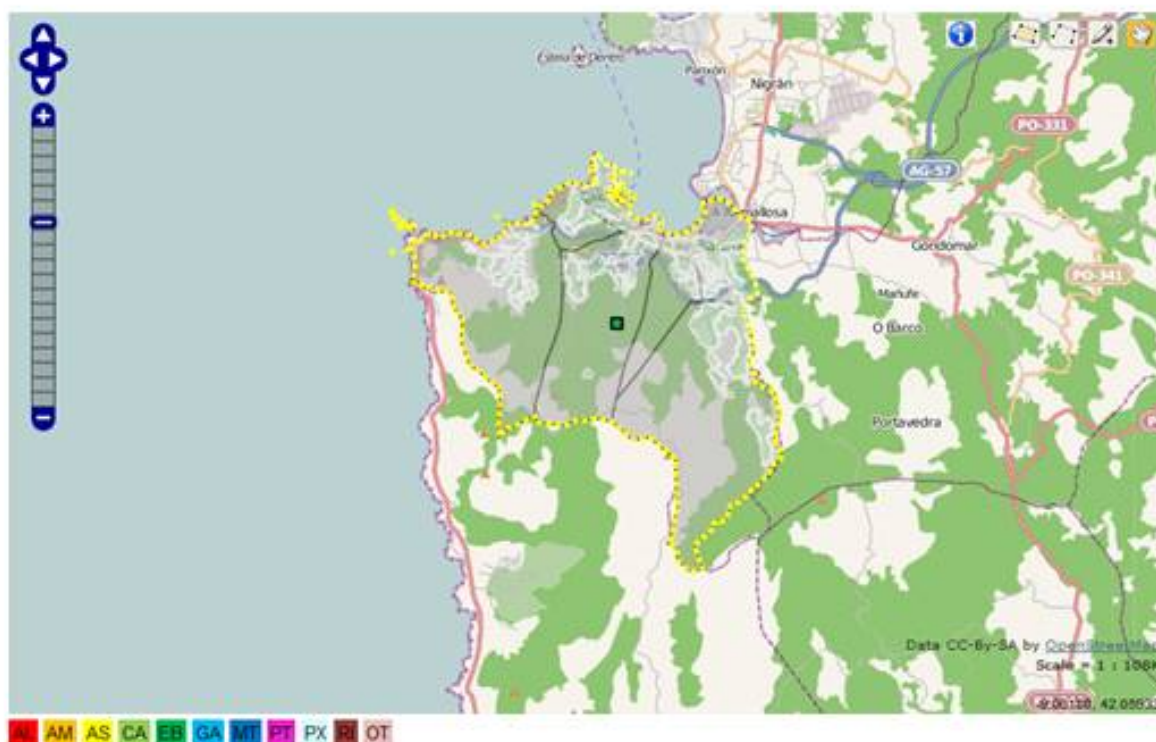 Panxón
Nigrán
PO-331
AG-57
Gondomar
PO-341
Mañufe
O Barco
Portavedra
Data CC-By-SA by OpenStreetMap
Scale = 1 : 108K
AL AM AS CA EB GA MT PT PX RI OT